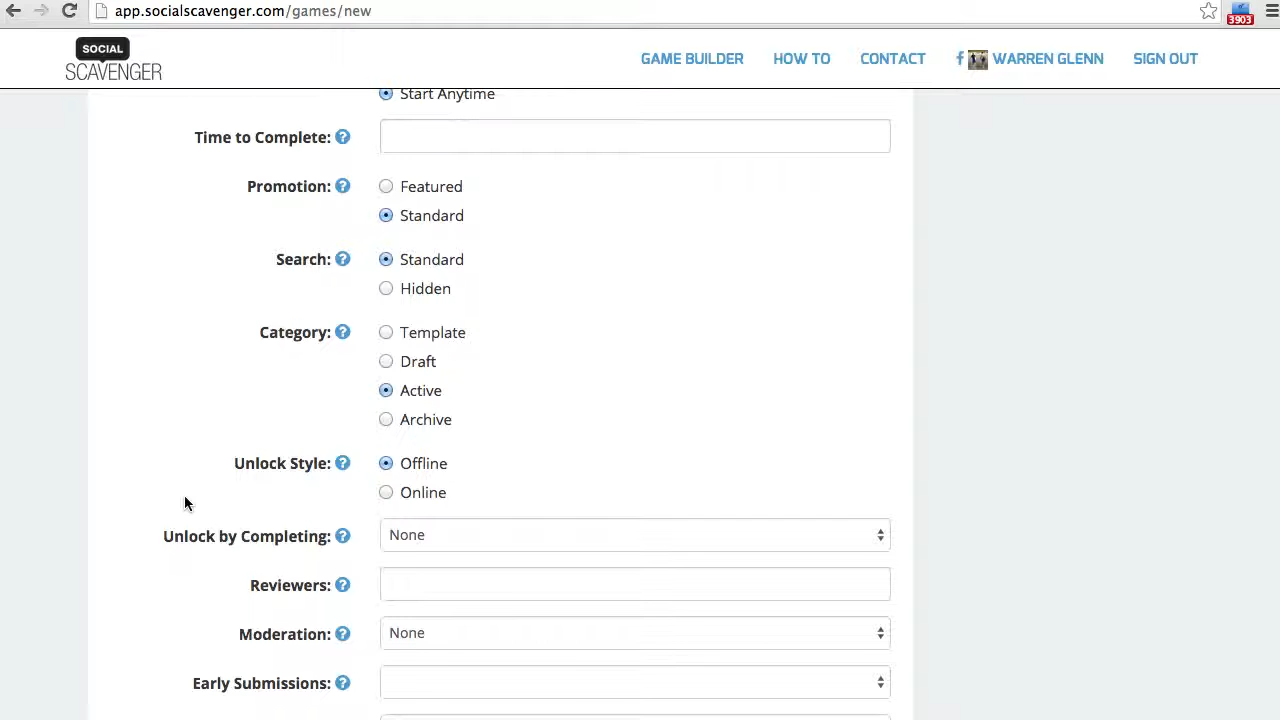 app.socialscavenger.com/games/new
3903
SOCIAL
SCAVENGER
GAME BUILDER HOW TO CONTACT f WARREN GLENN SIGN OUT
Start Anytime
Time to Complete: ?
Promotion: ? Featured
Standard
Search: ? Standard
Hidden
Category: ? Template
Draft
Active
Archive
Unlock Style: ? Offline
Online
Unlock by Completing: ? None
Reviewers: ?
Moderation: ? None
Early Submissions: ?